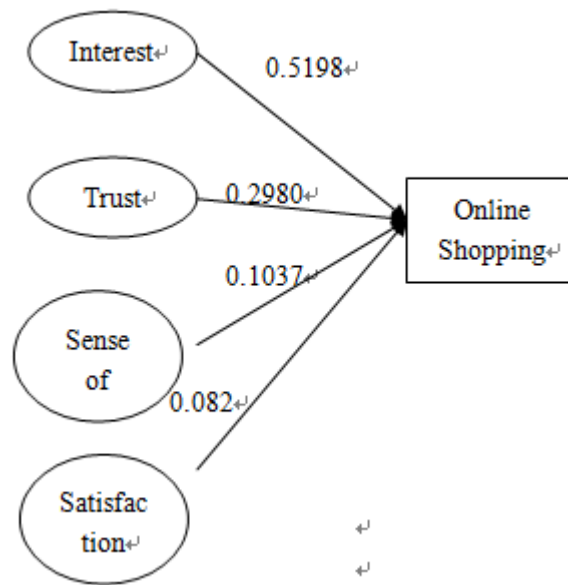 Interest
0.5198
Trust
0.2980
Online
Shopping
0.1037
Sense
of
0.082
Satisfac
tion